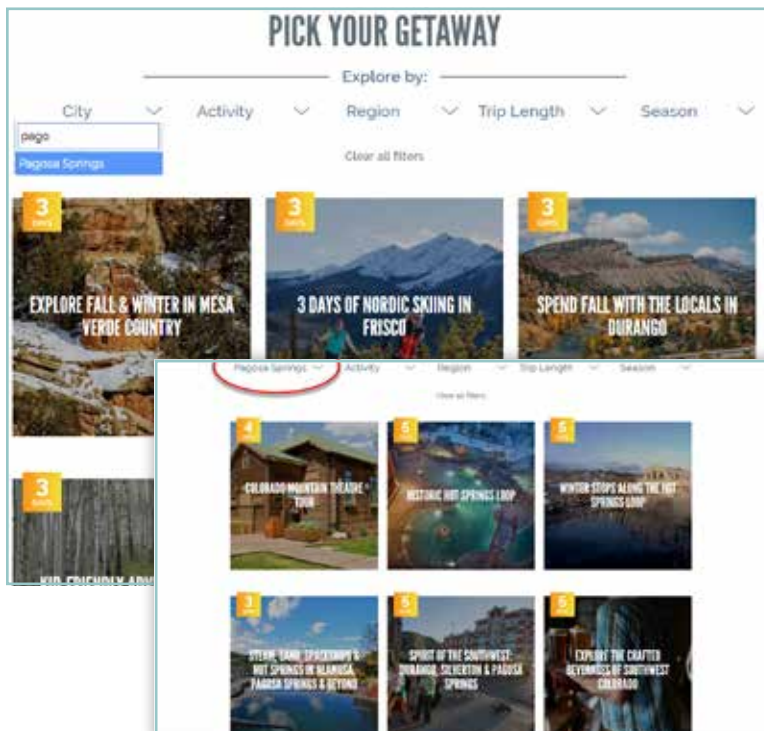 PICK YOUR GETAWAY
Explore by:
City Activity Region Trip Length Season
pago
Pagosa Springs
Clear all filters
3
DAYS
3
DAYS
3
DAYS
EXPLORE FALL & WINTER IN MESA
VERDE COUNTRY
3 DAYS OF NORDIC SKIING IN
FRISCO
SPEND FALL WITH THE LOCALS IN
DURANGO
3
DAYS
KID-FRIENDLY
Pagosa Springs Activity Region Trip Length Season
Clear all filters
4
5
5
COLORADO MOUNTAIN THEATRE
TOUR
HISTORIC HOT SPRINGS LOOP
WINTER STOPS ALONG THE HOT
SPRINGS LOOP
3
5
5
STEAM, SAND, SPACESHIPS &
HOT SPRINGS IN ALAMOSA,
PAGOSA SPRINGS & BEYOND
SPIRIT OF THE SOUTHWEST:
DURANGO, SILVERTON & PAGOSA
SPRINGS
EXPLORE THE CRAFTED
BEVERAGES OF SOUTHWEST
COLORADO